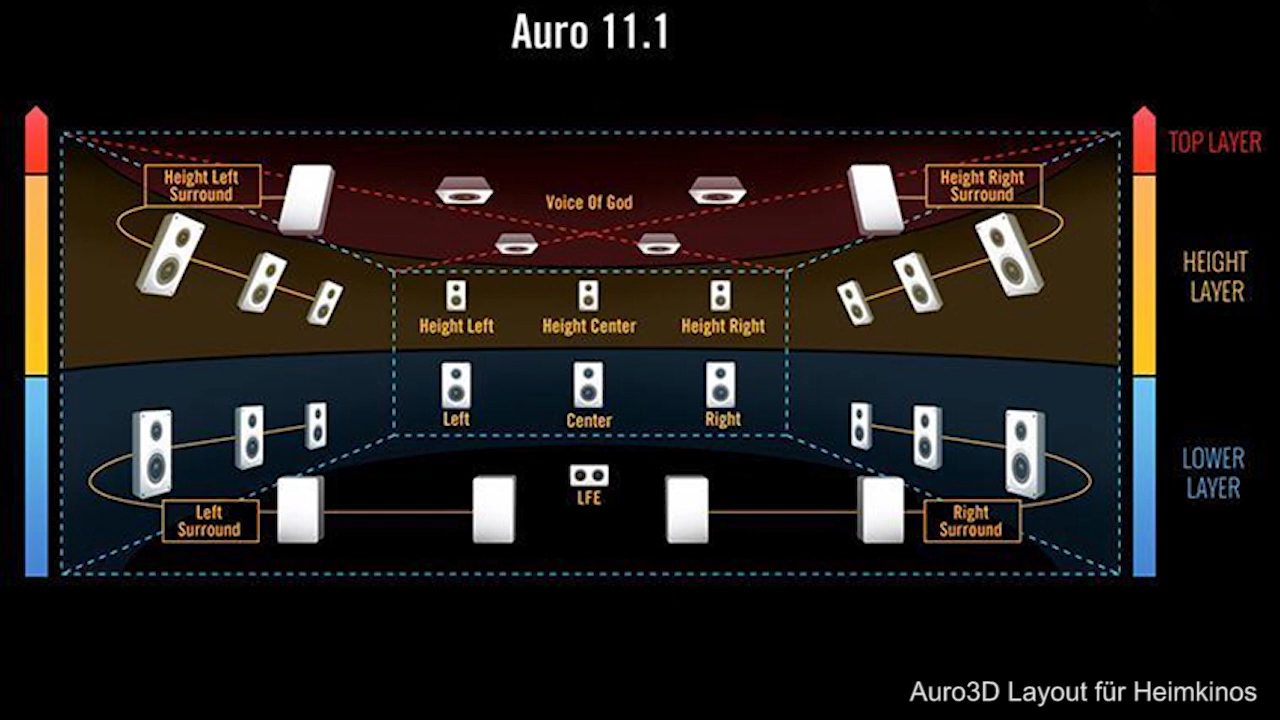 Auro 11.1
TOP LAYER
Height Left
Surround
Voice Of God
Height Right
Surround
HEIGHT
LAYER
Height Left
Height Center
Height Right
Left
Center
Right
LOWER
LAYER
LFE
Left
Surround
Right
Surround
Auro3D Layout für Heimkinos